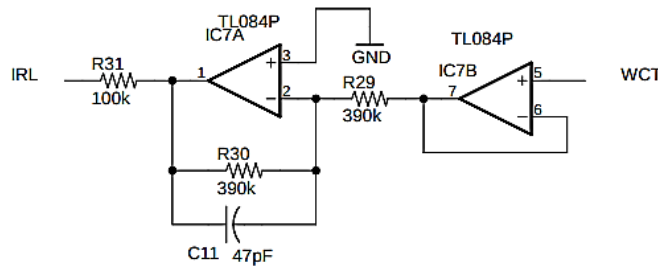 TL084P
IC7A
R31
IRL
100k
1
3
+
2
−
GND
R29
390k
TL084P
IC7B
7
5
+
6
−
WCT
R30
390k
C11
47pF